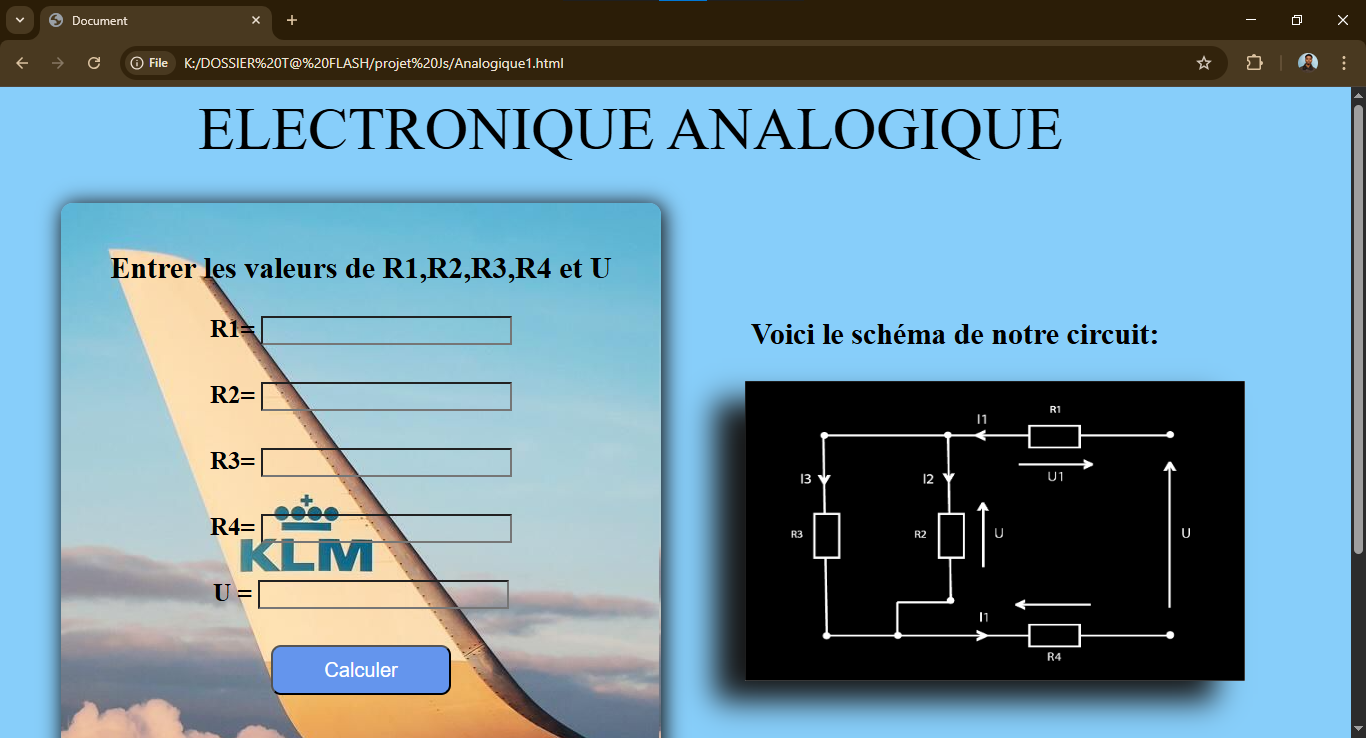 Document
File
K:/DOSSIER%20T@%20FLASH/projet%20Js/Analogique1.html
ELECTRONIQUE ANALOGIQUE
Entrer les valeurs de R1,R2,R3,R4 et U
R1=
R2=
R3=
R4=
KLM
U =
Calculer
Voici le schéma de notre circuit:
R1
I1
U1
I3
I2
R3
R2
U
U
I1
R4